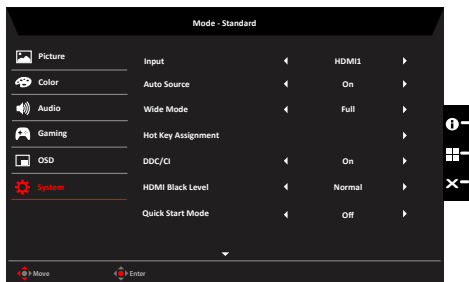 Mode - Standard
Picture
Color
Audio
Gaming
OSD
System
Input HDMI1
Auto Source On
Wide Mode Full
Hot Key Assignment
DDC/CI On
HDMI Black Level Normal
Quick Start Mode Off
Move Enter